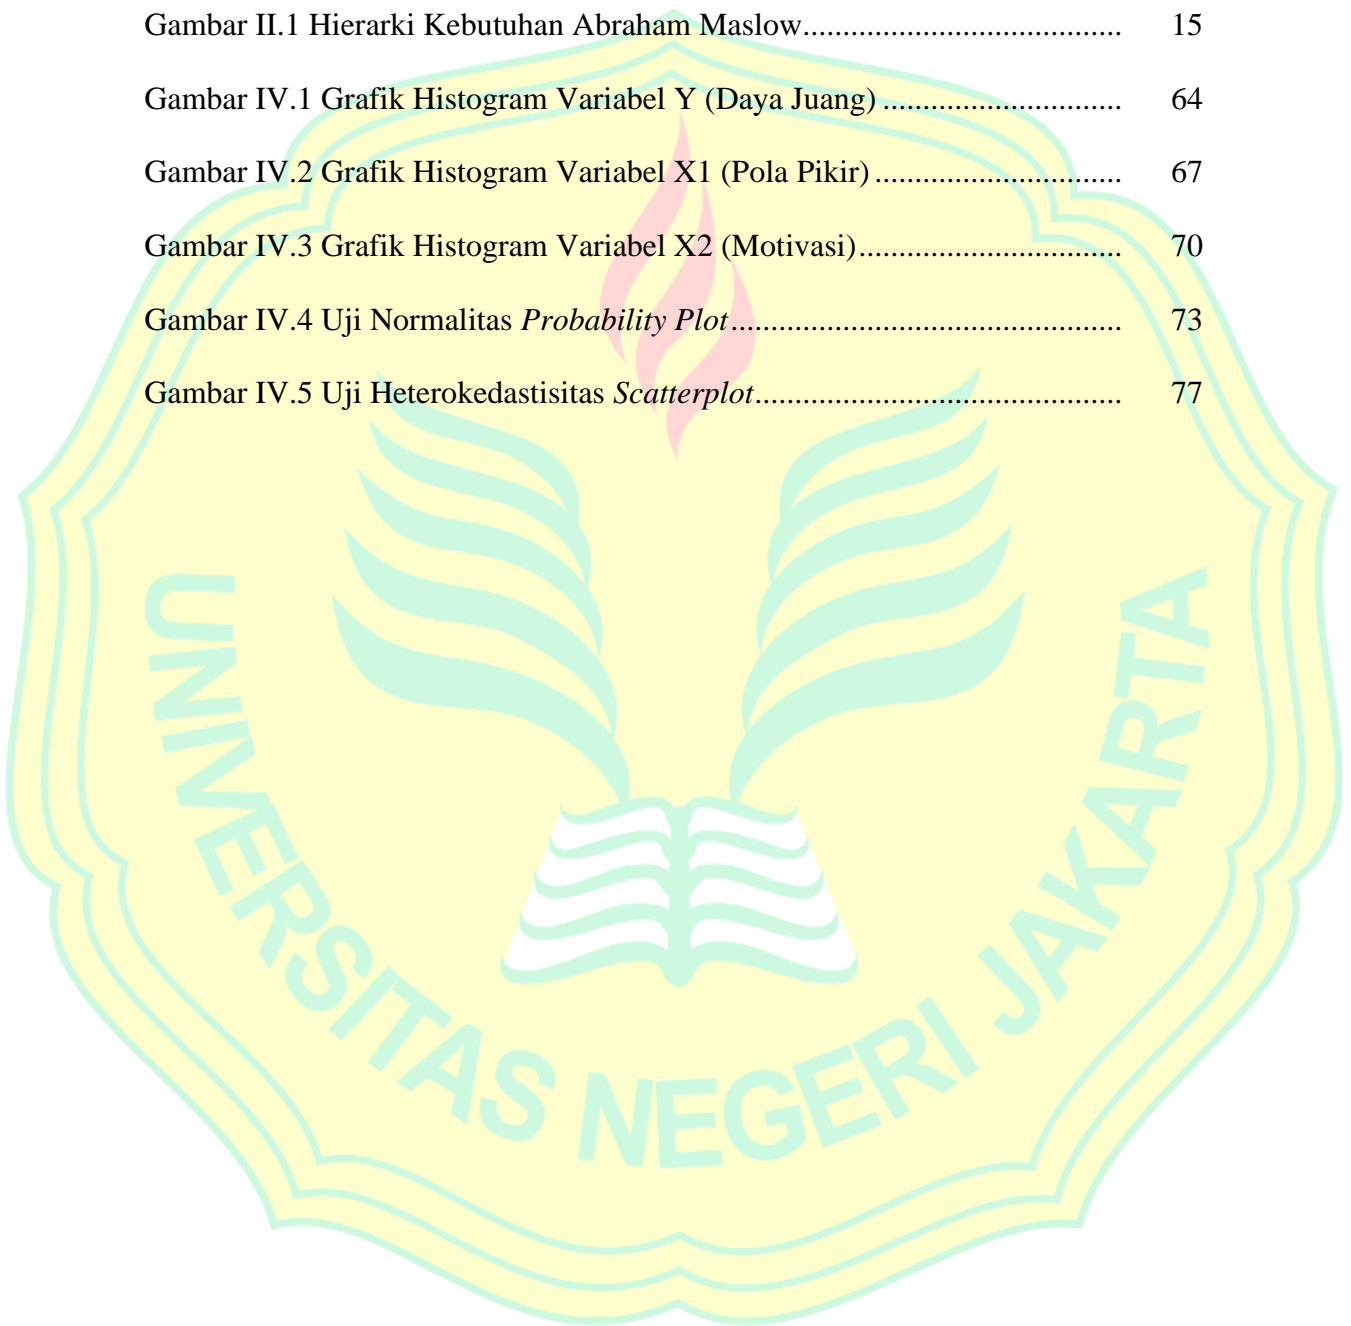 Gambar II.1 Hierarki Kebutuhan Abraham Maslow........................................ 15
Gambar IV.1 Grafik Histogram Variabel Y (Daya Juang) .............................. 64
Gambar IV.2 Grafik Histogram Variabel X1 (Pola Pikir) ............................... 67
Gambar IV.3 Grafik Histogram Variabel X2 (Motivasi)................................. 70
Gambar IV.4 Uji Normalitas Probability Plot................................................. 73
Gambar IV.5 Uji Heterokedastisitas Scatterplot.............................................. 77
UNIVERSITAS NEGERI JAKARTA